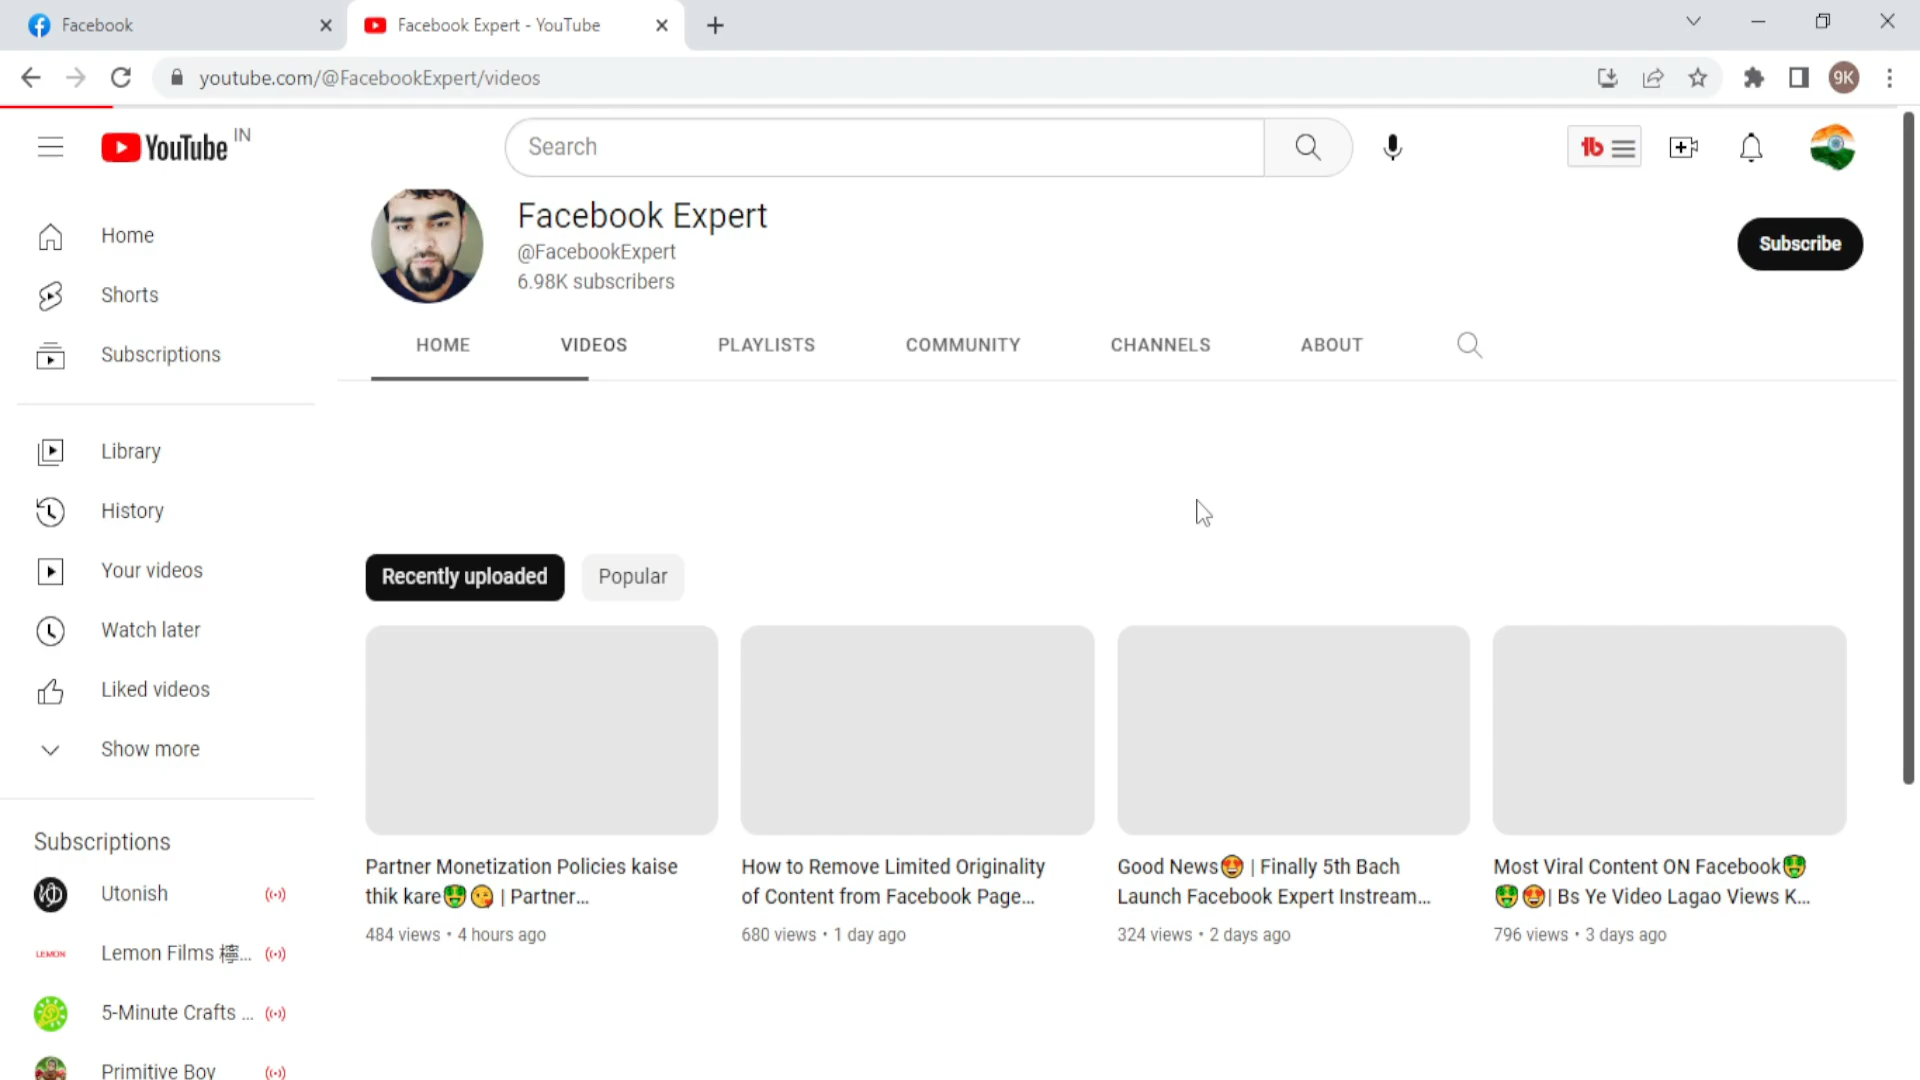 Facebook
Facebook Expert - YouTube
youtube.com/@FacebookExpert/videos
9K
YouTube IN
Search
Facebook Expert
@FacebookExpert
6.98K subscribers
Subscribe
HOME
VIDEOS
PLAYLISTS
COMMUNITY
CHANNELS
ABOUT
Home
Shorts
Subscriptions
Library
History
Your videos
Watch later
Liked videos
Show more
Subscriptions
Utonish
LEMON
Lemon Films 檸...
5-Minute Crafts ...
Primitive Boy
Recently uploaded
Popular
Partner Monetization Policies kaise
thik kare🤑😘 | Partner...
484 views • 4 hours ago
How to Remove Limited Originality
of Content from Facebook Page...
680 views • 1 day ago
Good News😍 | Finally 5th Bach
Launch Facebook Expert Instream...
324 views • 2 days ago
Most Viral Content ON Facebook🤑
🤑😍| Bs Ye Video Lagao Views K...
796 views • 3 days ago